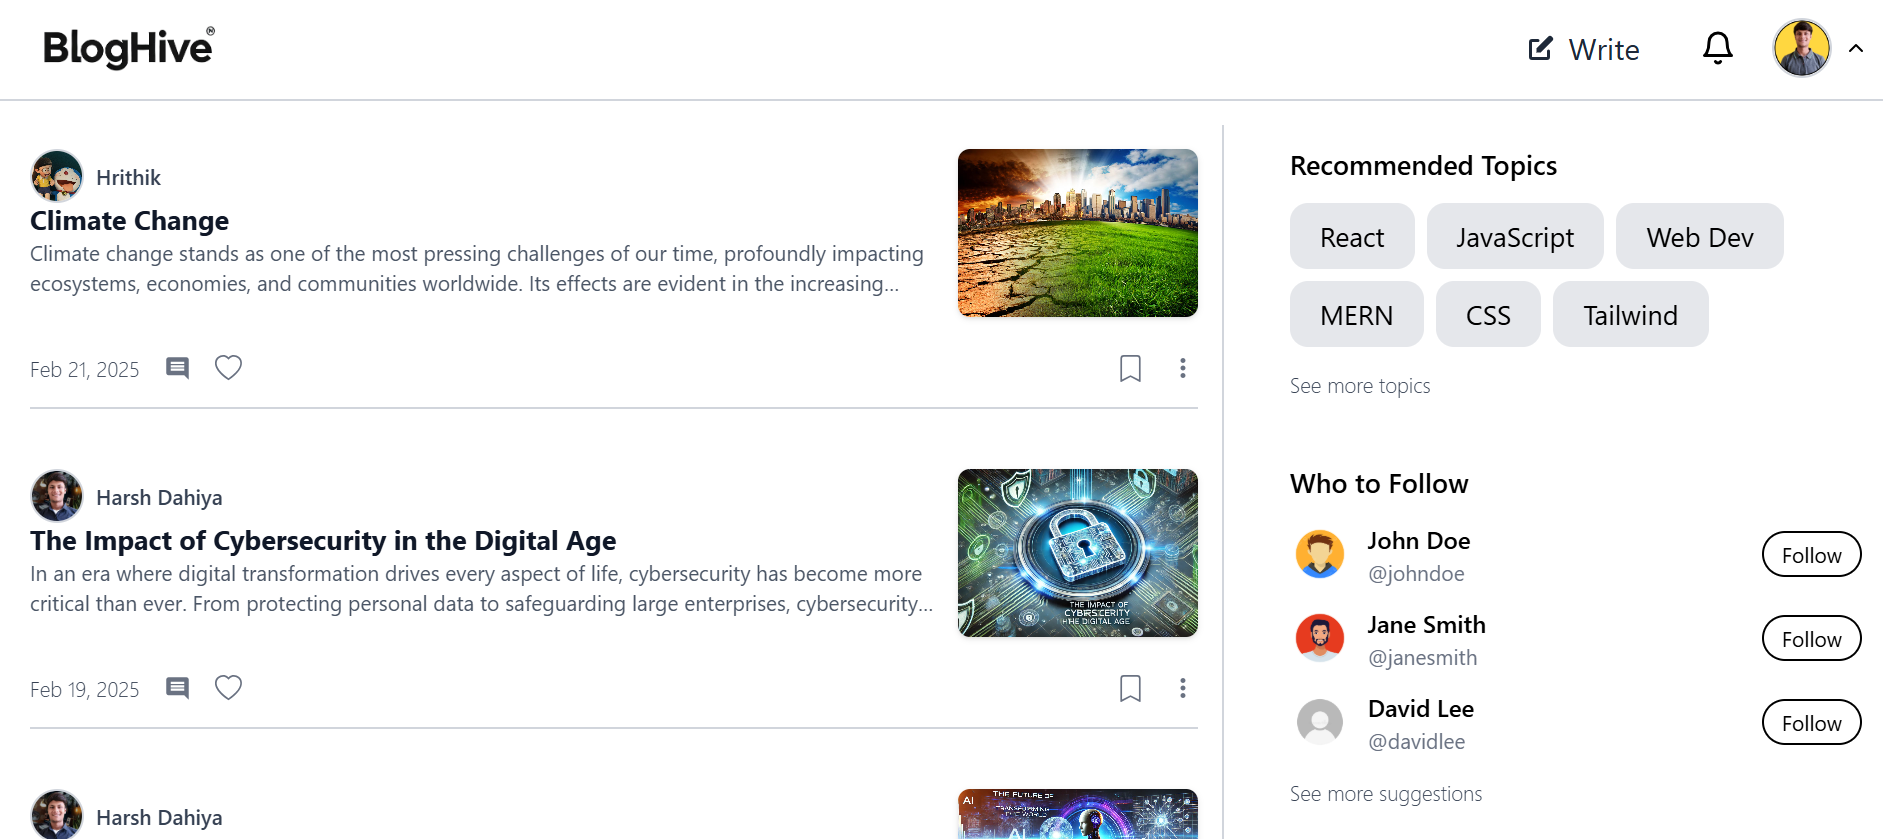 BlogHive
Write
Hrithik
Climate Change
Climate change stands as one of the most pressing challenges of our time, profoundly impacting
ecosystems, economies, and communities worldwide. Its effects are evident in the increasing...
Feb 21, 2025
Harsh Dahiya
The Impact of Cybersecurity in the Digital Age
In an era where digital transformation drives every aspect of life, cybersecurity has become more
critical than ever. From protecting personal data to safeguarding large enterprises, cybersecurity...
THE IMPACT OF
DIGITAL AGE
Feb 19, 2025
Harsh Dahiya
AI
THE FUTURE OF
TRANSFORMING
WORLD
AI
Recommended Topics
React
JavaScript
Web Dev
MERN
CSS
Tailwind
See more topics
Who to Follow
John Doe
@johndoe
Follow
Jane Smith
@janesmith
Follow
David Lee
@davidlee
Follow
See more suggestions